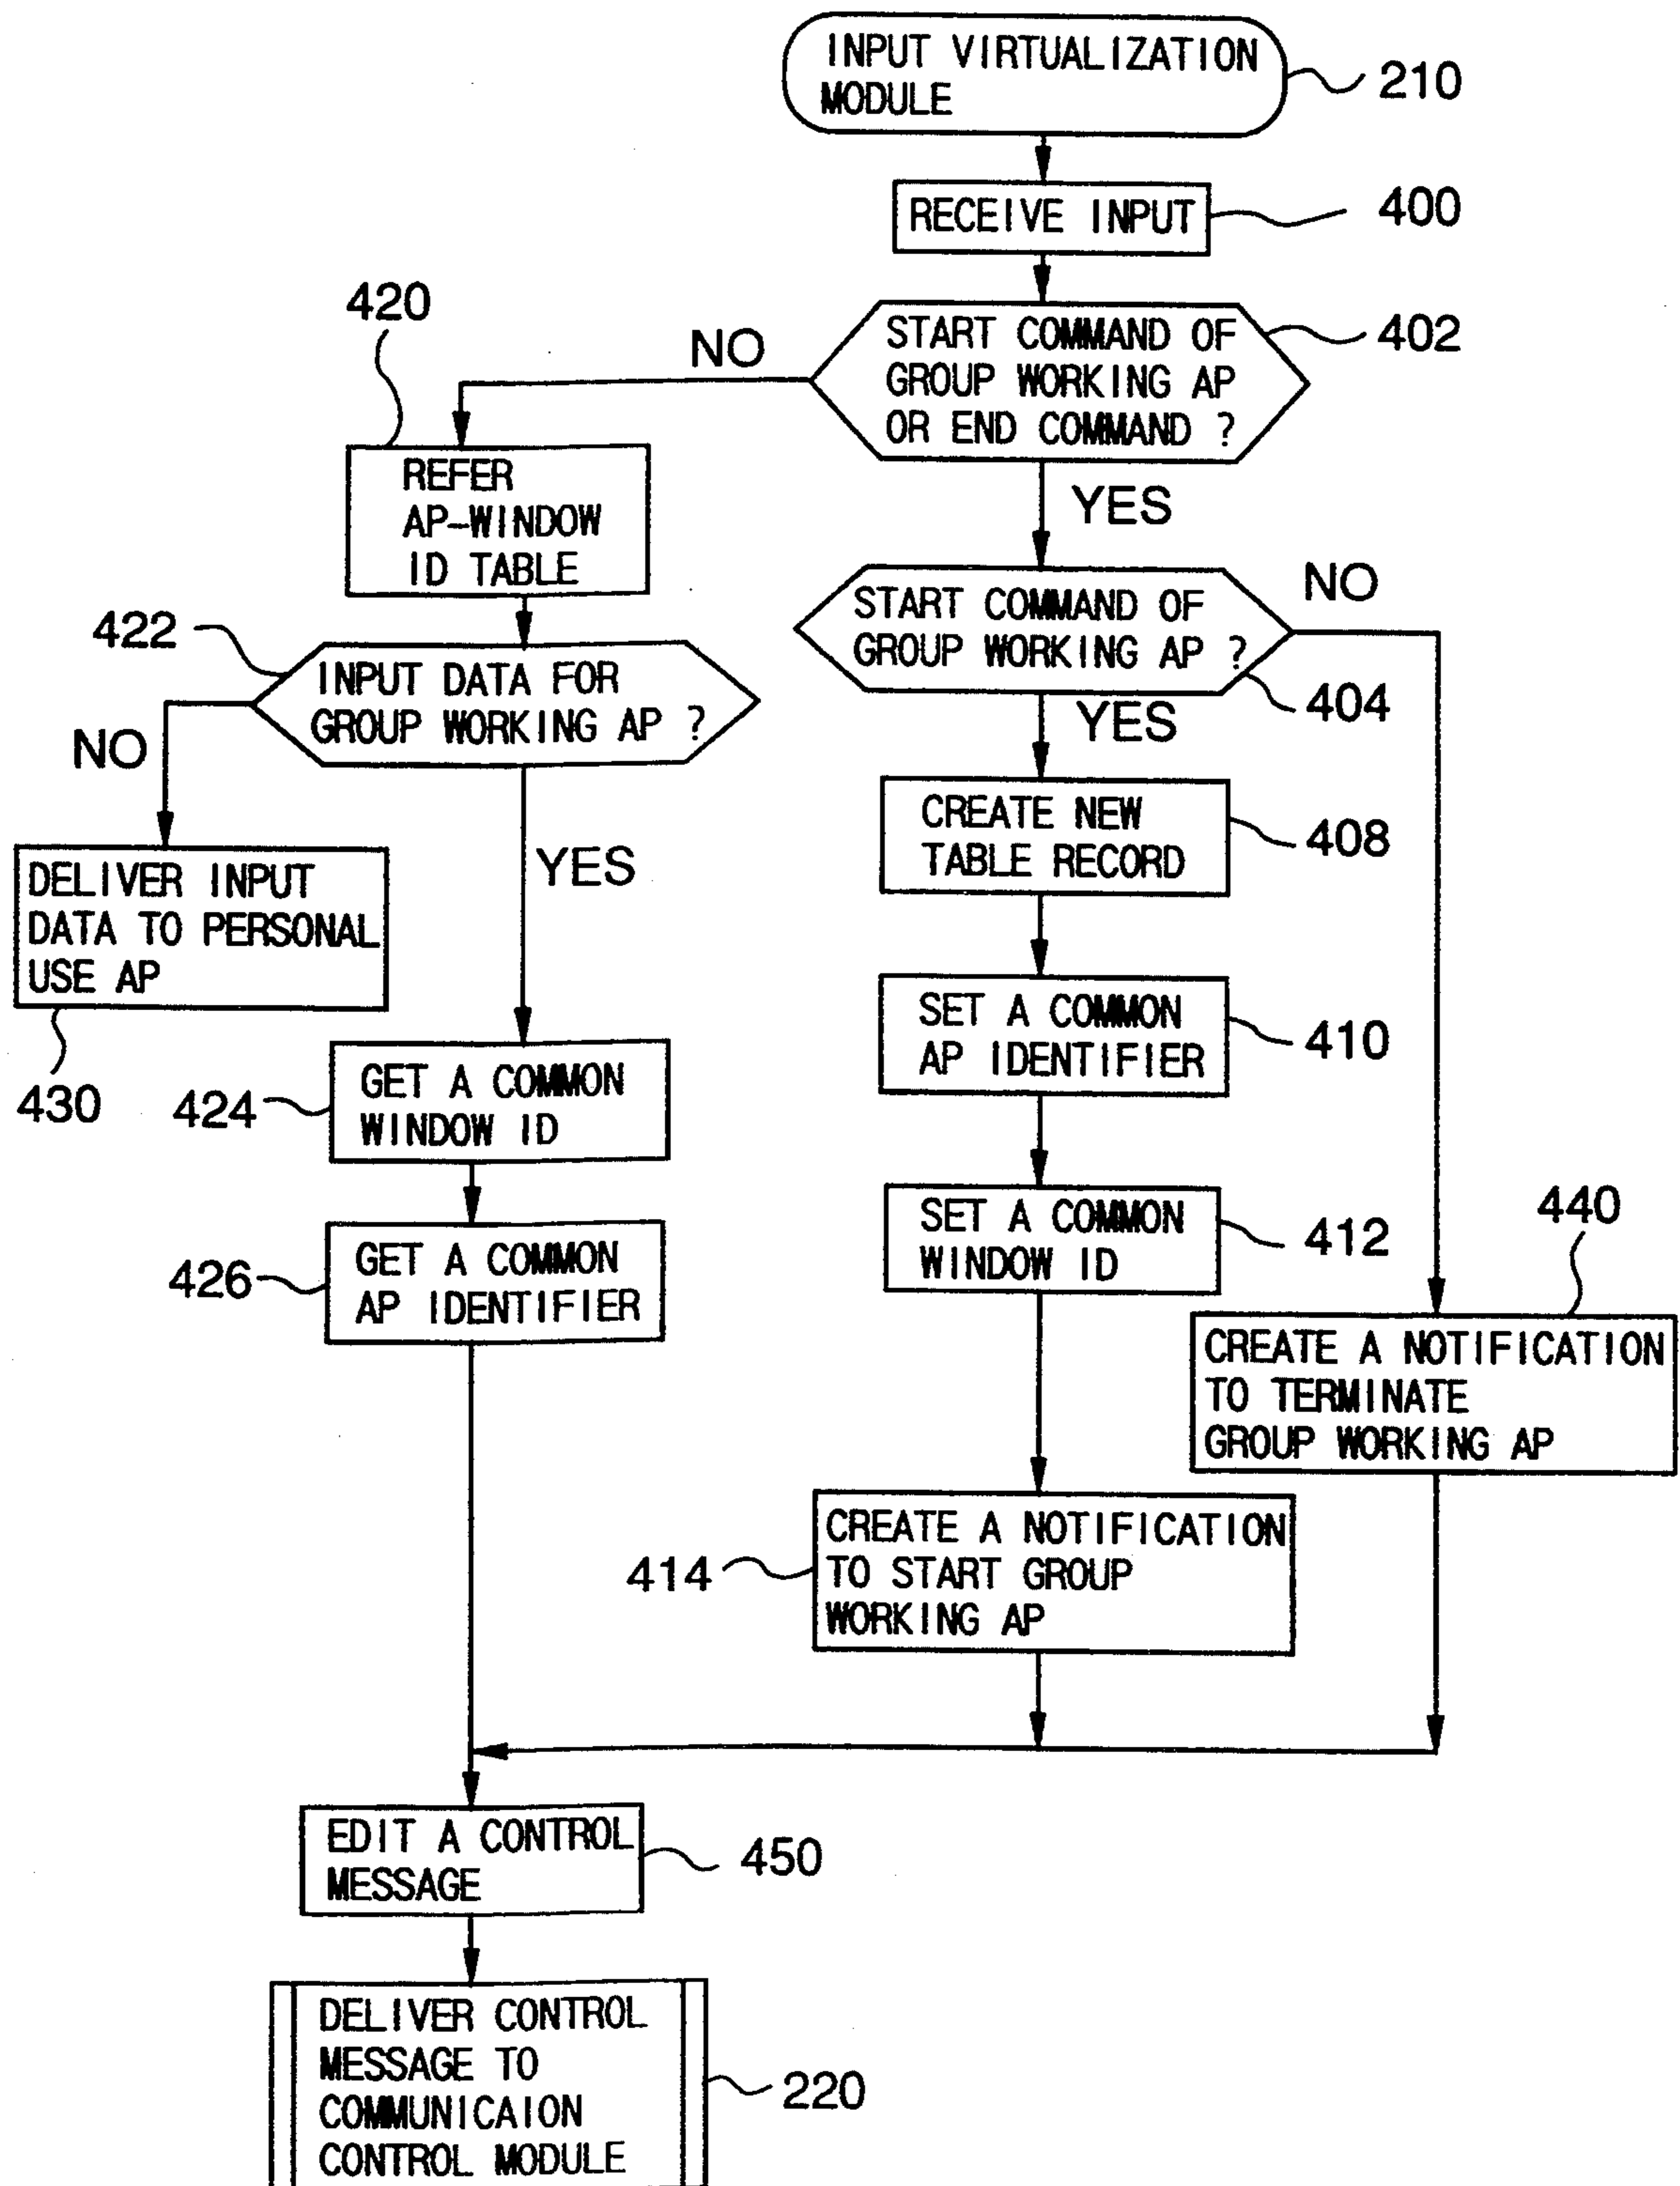 INPUT VIRTUALIZATION
MODULE
210
RECEIVE INPUT
400
START COMMAND OF
GROUP WORKING AP
OR END COMMAND ?
402
NO
YES
420
REFER
AP-WINDOW
ID TABLE
START COMMAND OF
GROUP WORKING AP ?
404
NO
YES
422
INPUT DATA FOR
GROUP WORKING AP ?
NO
YES
CREATE NEW
TABLE RECORD
408
DELIVER INPUT
DATA TO PERSONAL
USE AP
430
SET A COMMON
AP IDENTIFIER
410
GET A COMMON
WINDOW ID
424
SET A COMMON
WINDOW ID
412
GET A COMMON
AP IDENTIFIER
426
440
CREATE A NOTIFICATION
TO TERMINATE
GROUP WORKING AP
CREATE A NOTIFICATION
TO START GROUP
WORKING AP
414
EDIT A CONTROL
MESSAGE
450
DELIVER CONTROL
MESSAGE TO
COMMUNICAION
CONTROL MODULE
220